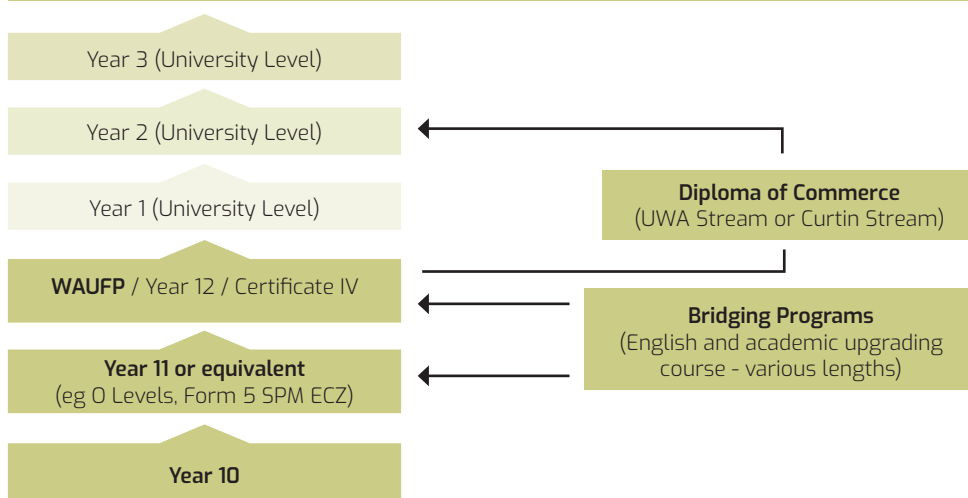 Year 3 (University Level)
Year 2 (University Level)
Year 1 (University Level)
Diploma of Commerce
(UWA Stream or Curtin Stream)
WAUFP / Year 12 / Certificate IV
Bridging Programs
(English and academic upgrading
course - various lengths)
Year 11 or equivalent
(eg O Levels, Form 5 SPM ECZ)
Year 10